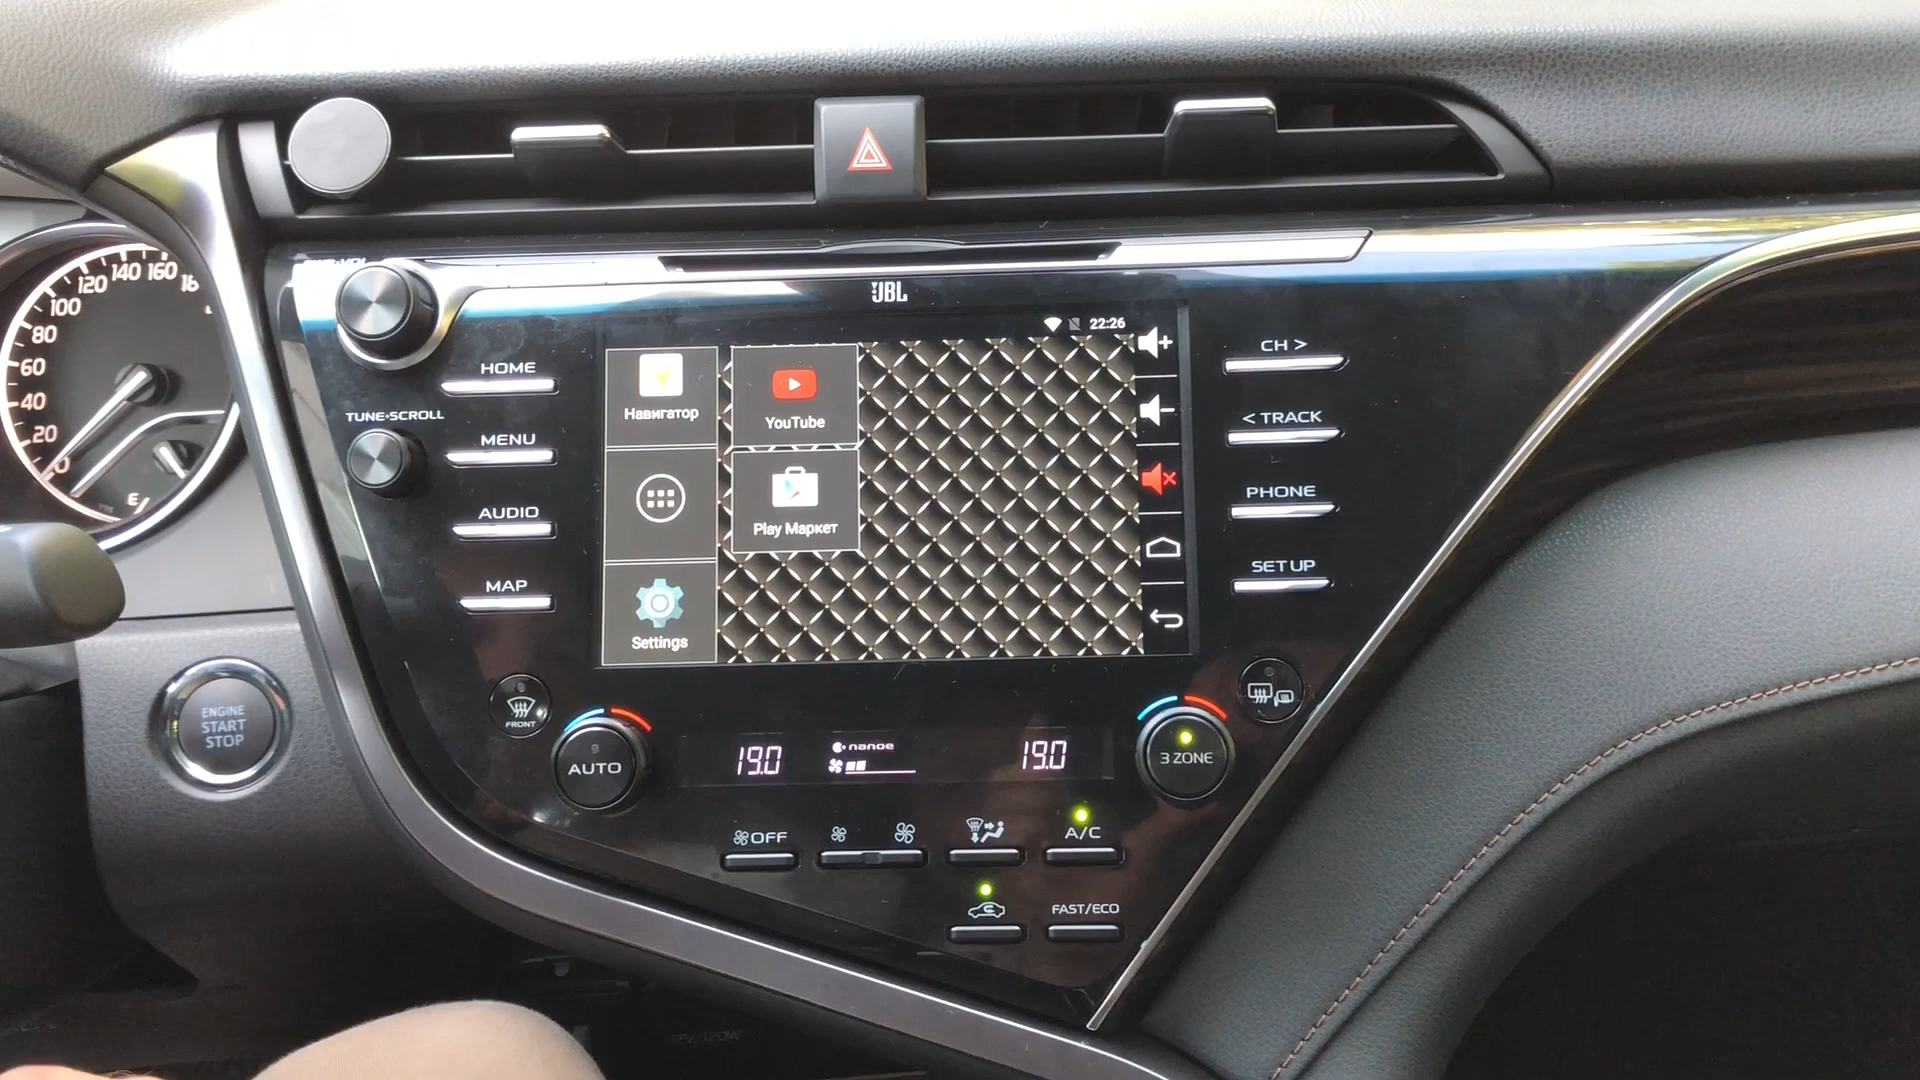 JBL
22:26
HOME
TUNE•SCROLL
MENU
AUDIO
MAP
Навигатор
YouTube
Play Маркет
Settings
CH >
< TRACK
PHONE
SETUP
120 140 160
100
80
60
40
20
0
E
ENGINE
START
STOP
FRONT
AUTO
19.0
nanoe
19.0
3 ZONE
OFF
A/C
FAST/ECO